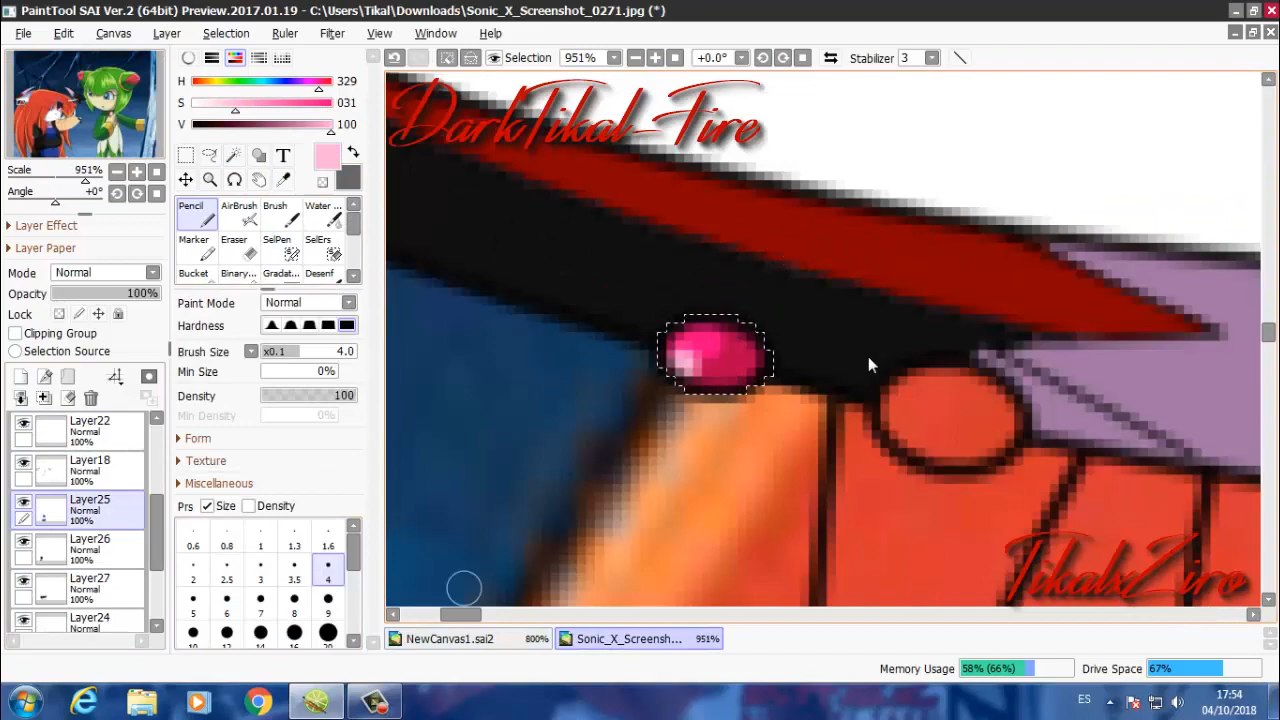 PaintTool SAI Ver.2 (64bit) Preview.2017.01.19 - C:\Users\Tikal\Downloads\Sonic_X_Screenshot_0271.jpg (*)
File Edit Canvas Layer Selection Ruler Filter View Window Help
Selection 951% +0.0° Stabilizer 3
H 329
S 031
V 100
DarkTikal-Fire
T
Scale 951%
Angle +0°
Pencil AirBrush Brush Water ...
Marker Eraser SelPen SelErs
Bucket Binary... Gradat... Desenf
Layer Effect
Layer Paper
Mode Normal
Opacity 100%
Lock
Clipping Group
Selection Source
Paint Mode Normal
Hardness
Brush Size x0.1 4.0
Min Size 0%
Density 100
Min Density 0%
Form
Texture
Miscellaneous
Prs Size Density
0.6 0.8 1 1.3 1.6
2 2.5 3 3.5 4
5 6 7 8 9
10 12 14 16 20
Layer22
Normal
100%
Layer18
Normal
100%
Layer25
Normal
100%
Layer26
Normal
100%
Layer27
Normal
100%
Layer24
Normal
TikalxZiro
NewCanvas1.sai2 800% Sonic_X_Screensh... 951%
Memory Usage 58% (66%) Drive Space 67%
ES 17:54
04/10/2018